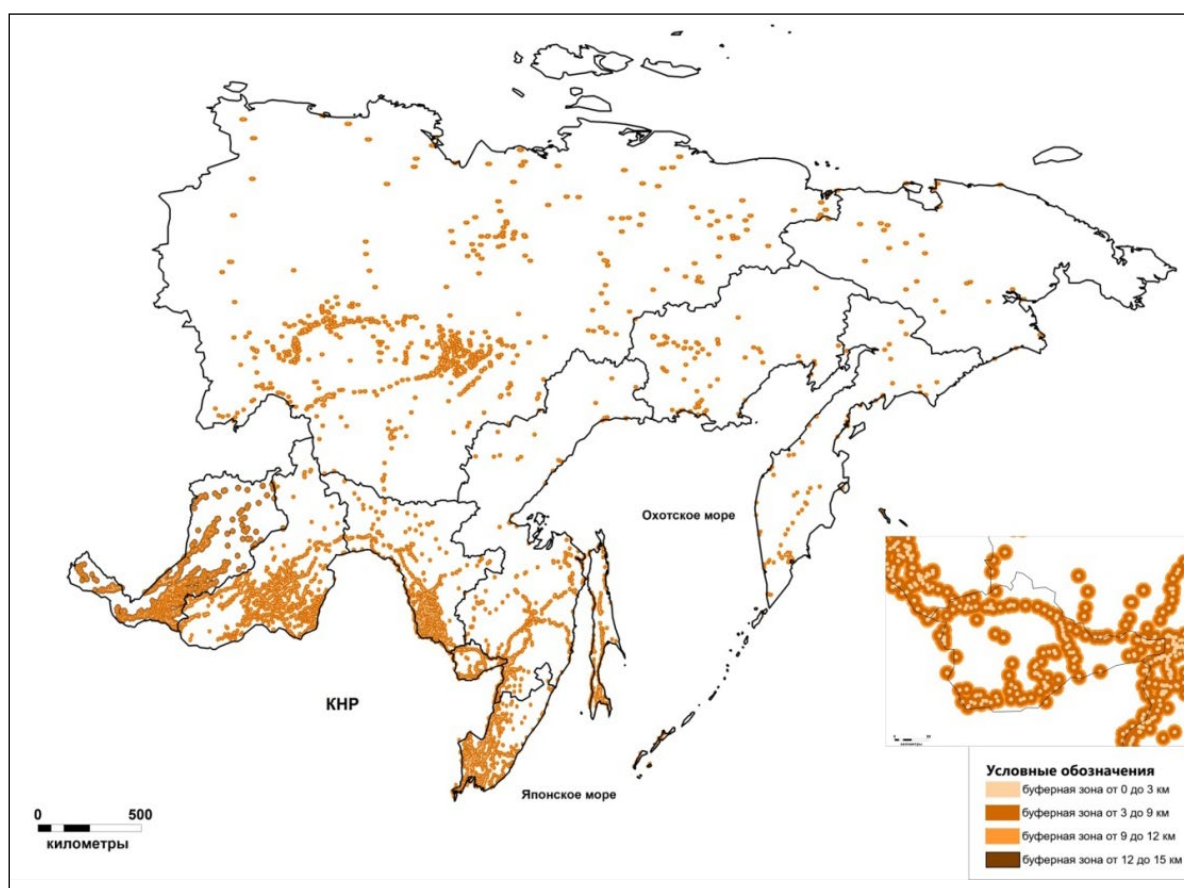 Охотское море
КНР
Японское море
0 500
километры
километры
Условные обозначения
буферная зона от 0 до 3 км
буферная зона от 3 до 9 км
буферная зона от 9 до 12 км
буферная зона от 12 до 15 км